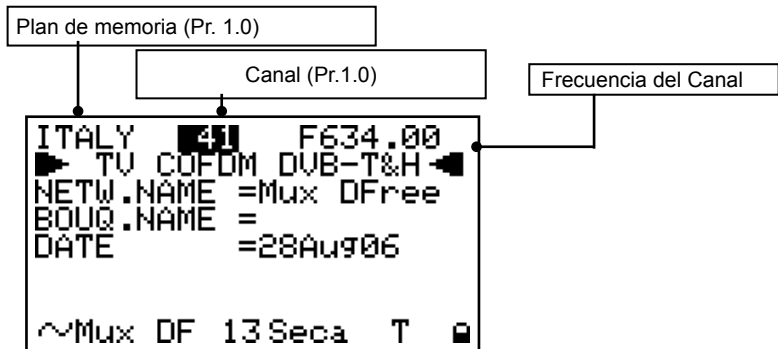 Plan de memoria (Pr. 1.0)
Canal (Pr.1.0)
Frecuencia del Canal
ITALY 41 F634.00
TV COFDM DVB-T&H
NETW.NAME =Mux DFree
BOUQ.NAME =
DATE =28Aug06
~Mux DF 13 Seca T